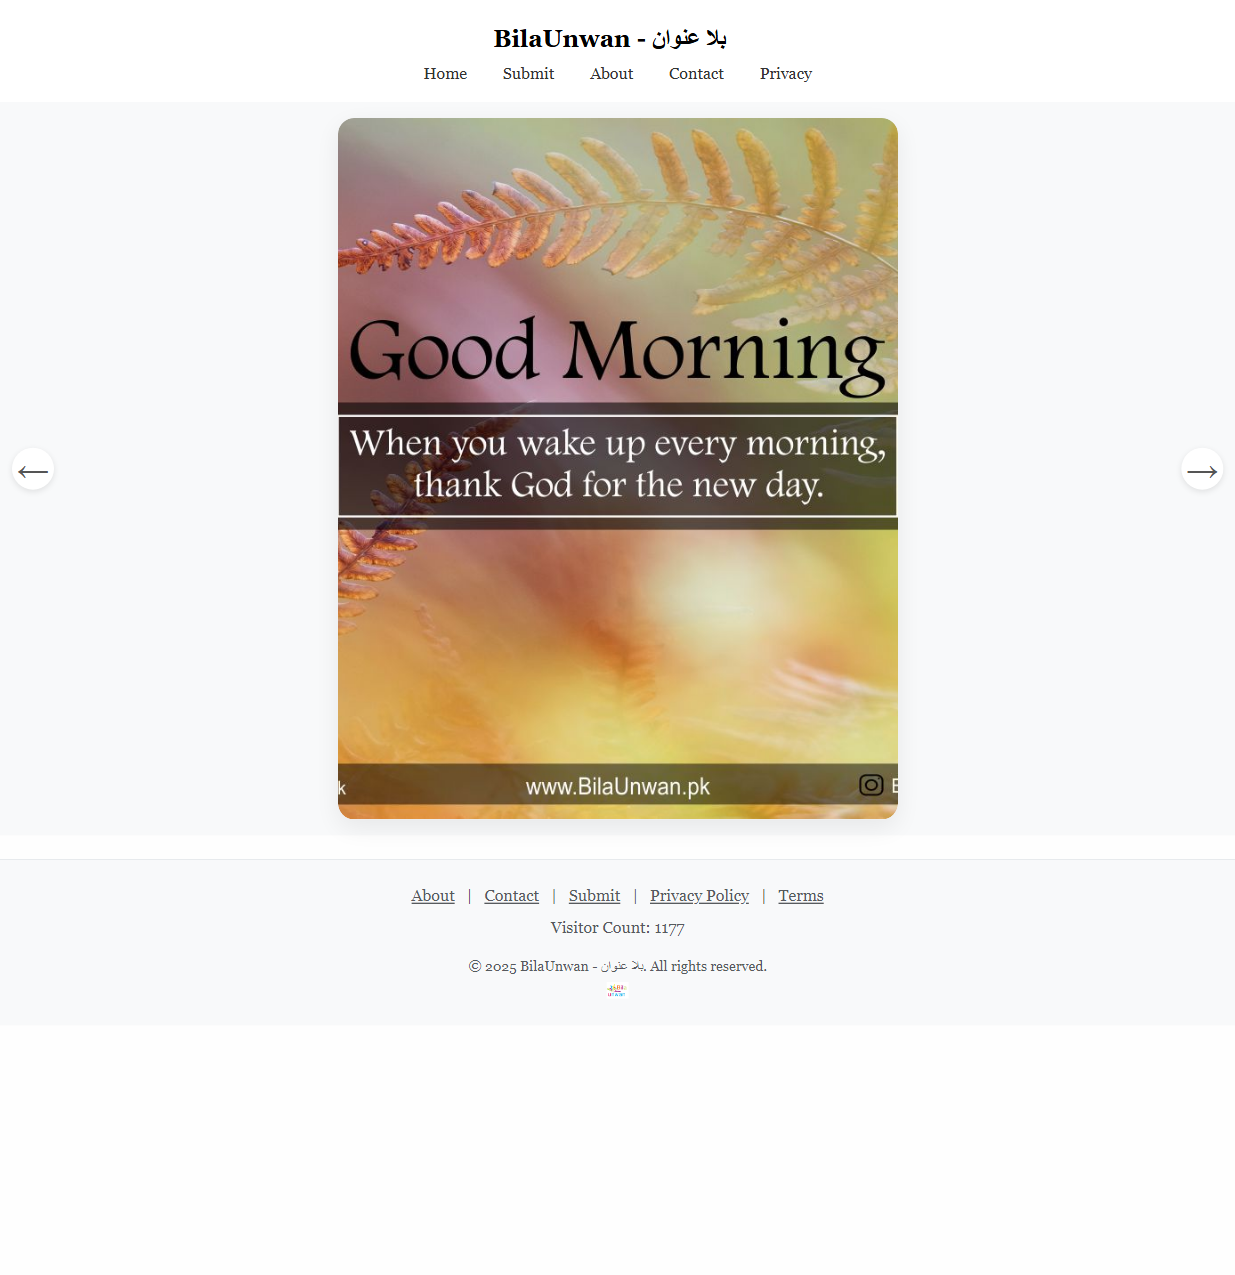 BilaUnwan - بلا عنوان
Home Submit About Contact Privacy
Good Morning
When you wake up every morning,
thank God for the new day.
k www.BilaUnwan.pk
About | Contact | Submit | Privacy Policy | Terms
Visitor Count: 1177
© 2025 BilaUnwan - بلا عنوان. All rights reserved.